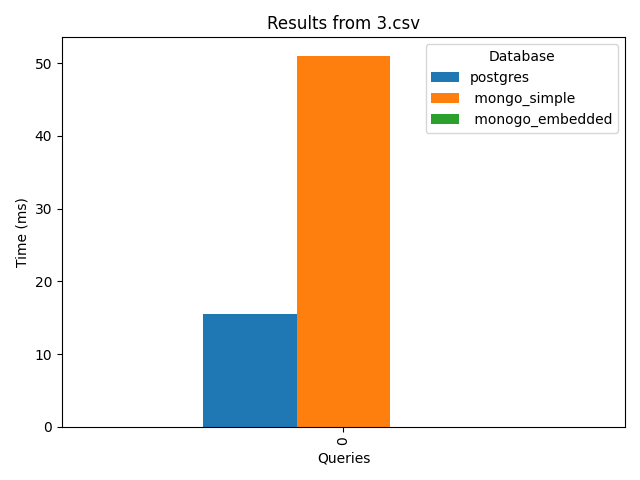 Results from 3.csv
Database
postgres
mongo_simple
monogo_embedded
50
40
30
20
10
0
Time (ms)
0
Queries